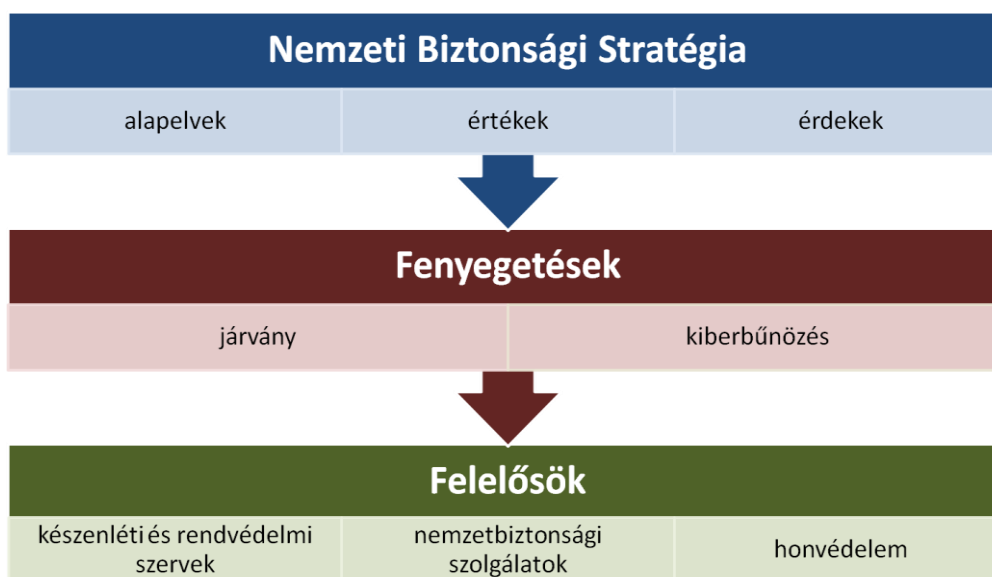 Nemzeti Biztonsági Stratégia
alapelvek
értékek
érdekek
Fenyegetések
járvány
kiberbűnözés
Felelősök
készenléti és rendvédelmi
szervek
nemzetbiztonsági
szolgálatok
honvédelem